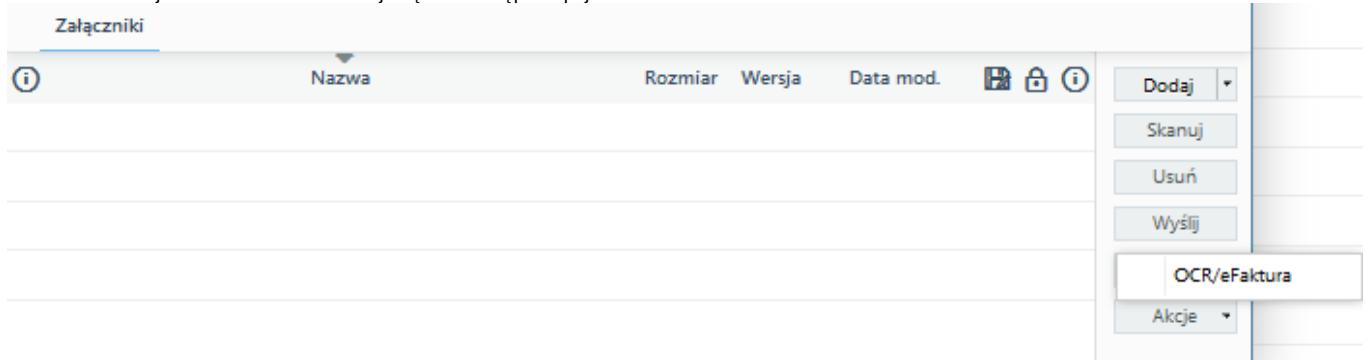 Załączniki
Nazwa Rozmiar Wersja Data mod.
Dodaj
Skanuj
Usuń
Wyślij
OCR/eFaktura
Akcje